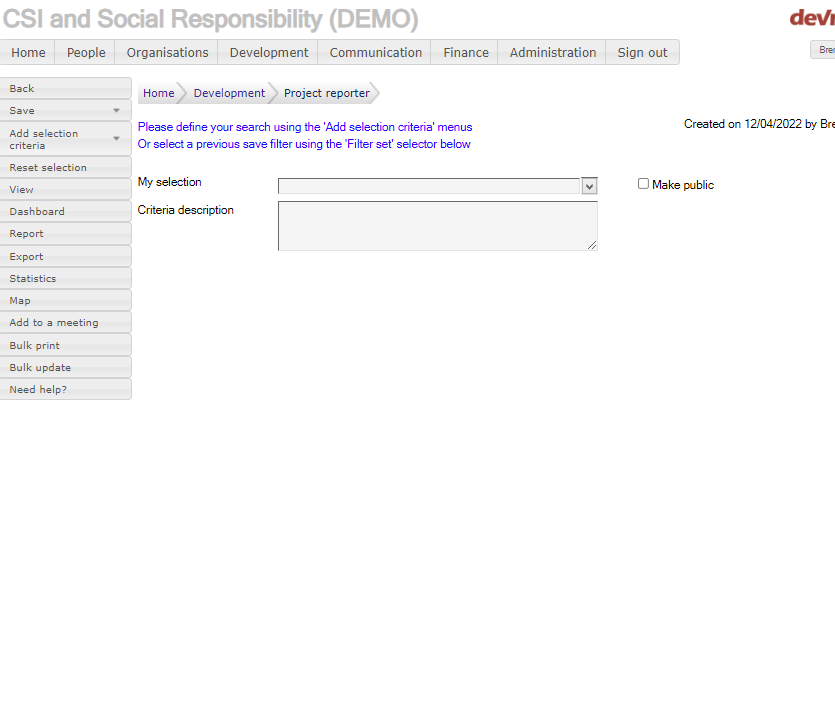 CSI and Social Responsibility (DEMO)
Home People Organisations Development Communication Finance Administration Sign out
Back
Save
Add selection
criteria
Reset selection
View
Dashboard
Report
Export
Statistics
Map
Add to a meeting
Bulk print
Bulk update
Need help?
Home Development Project reporter
Please define your search using the 'Add selection criteria' menus
Or select a previous save filter using the 'Filter set' selector below
Created on 12/04/2022 by Bre
My selection
Make public
Criteria description